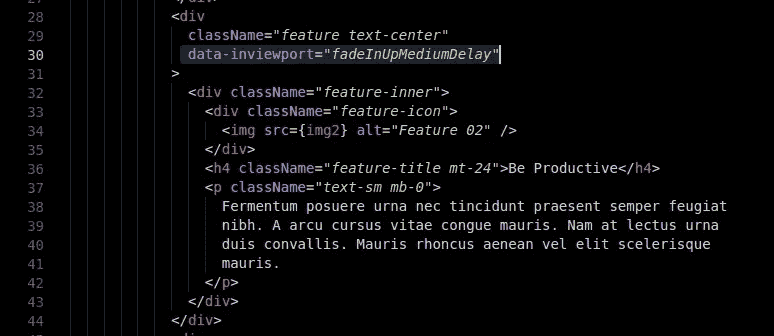 </div>
28 <div
29 className="feature text-center"
30 data-inviewport="fadeInUpMediumDelay"
31 >
32 <div className="feature-inner">
33 <div className="feature-icon">
34 <img src={img2} alt="Feature 02" />
35 </div>
36 <h4 className="feature-title mt-24">Be Productive</h4>
37 <p className="text-sm mb-0">
38 Fermentum posuere urna nec tincidunt praesent semper feugiat
39 nibh. A arcu cursus vitae congue mauris. Nam at lectus urna
40 duis convallis. Mauris rhoncus aenean vel elit scelerisque
41 mauris.
42 </p>
43 </div>
44 </div>